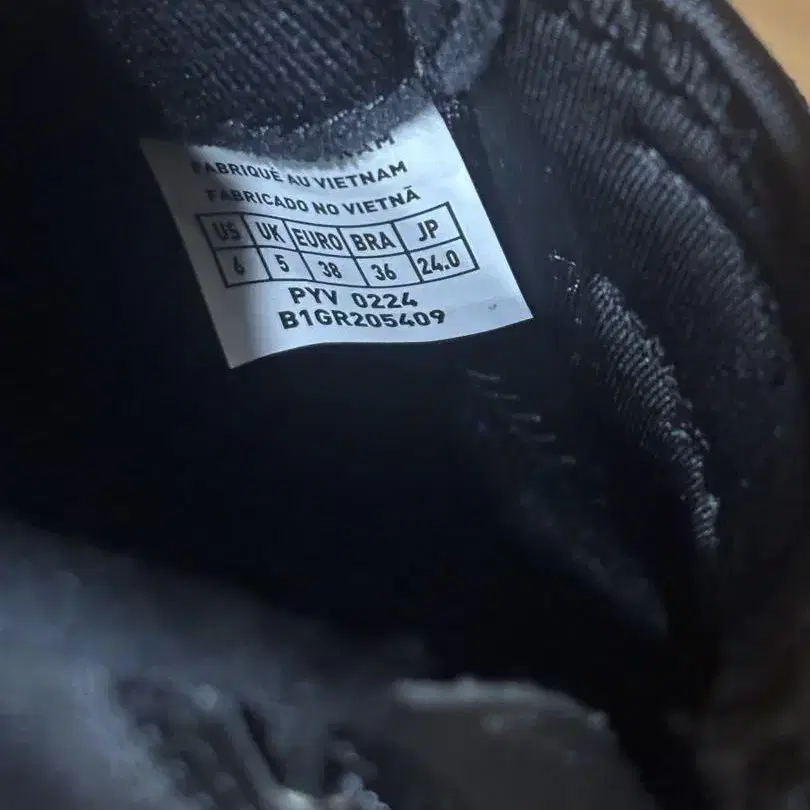 FABRIQUÉ AU VIETNAM
FABRICADO NO VIETNÃ
US UK EURO BRA JP
6 5 38 36 24.0
PYV 0224
B1GR205409